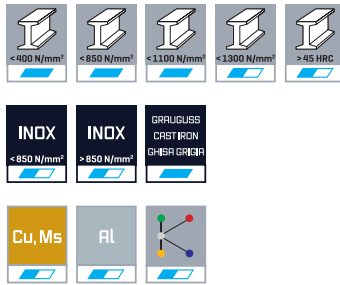 <400 N/mm²
<850 N/mm²
<1100 N/mm²
<1300 N/mm²
>45 HRC
INOX
<850 N/mm²
INOX
>850 N/mm²
GRAUGUSS
CAST IRON
GHISA GRIGIA
Cu, Ms
Al